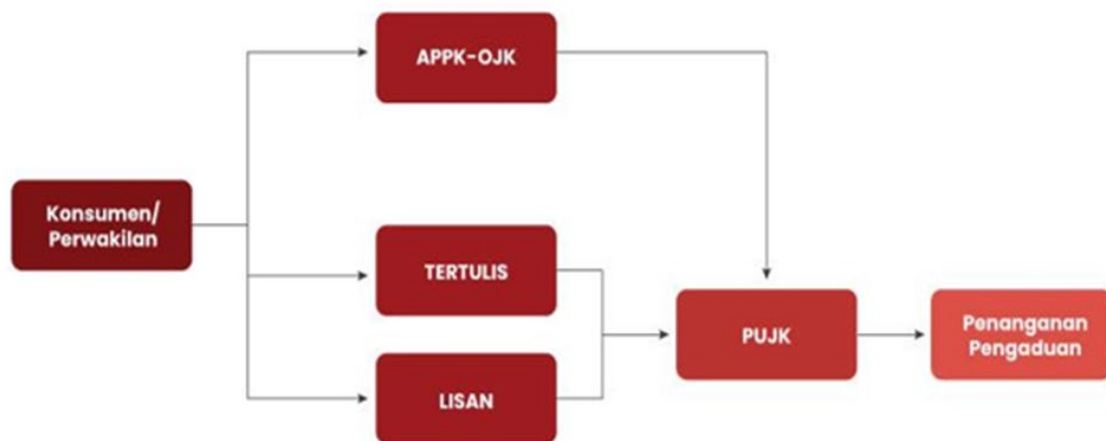 APPK-OJK
Konsumen/
Perwakilan
TERTULIS
PUJK
Penanganan
Pengaduan
LISAN